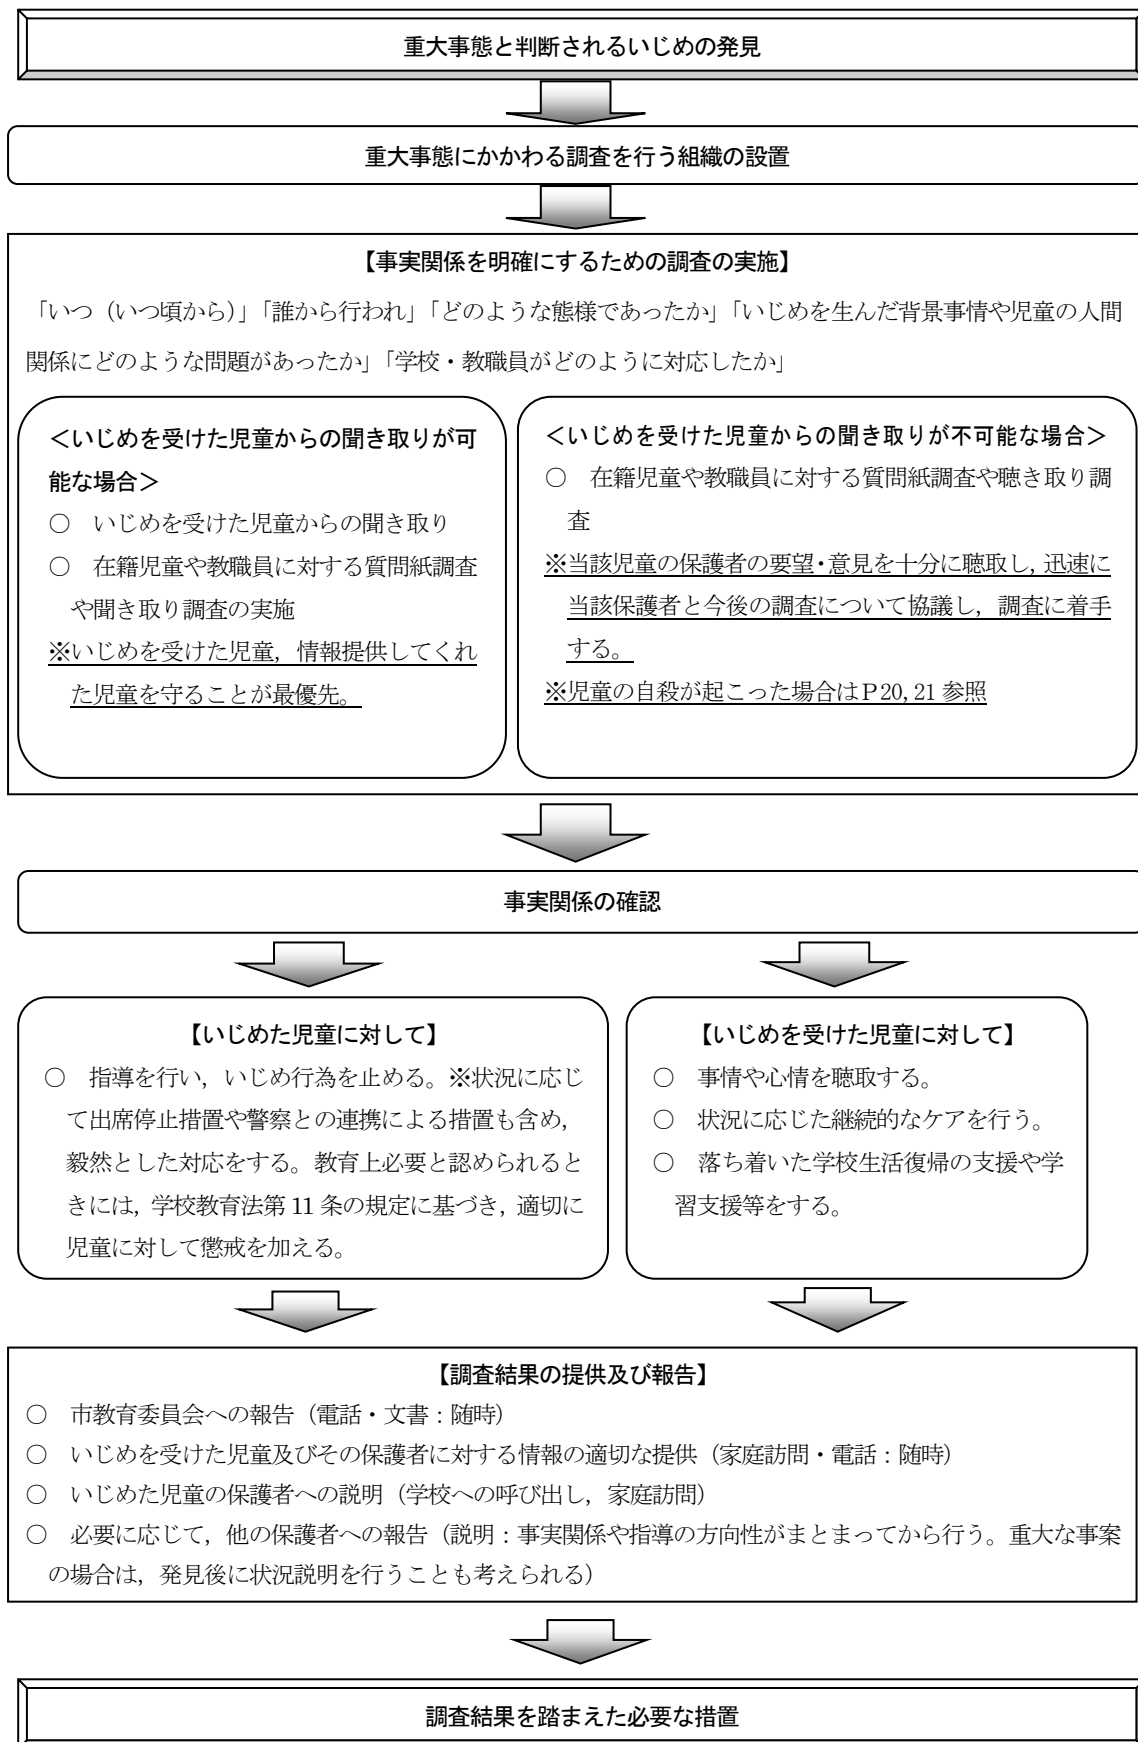 重大事態と判断されるいじめの発見
重大事態にかかわる調査を行う組織の設置
【事実関係を明確にするための調査の実施】
「いつ（いつ頃から）」「誰から行われ」「どのような態様であったか」「いじめを生んだ背景事情や児童の人間
関係にどのような問題があったか」「学校・教職員がどのように対応したか」
＜いじめを受けた児童からの聞き取りが可
能な場合＞
○　いじめを受けた児童からの聞き取り
○　在籍児童や教職員に対する質問紙調査
や聞き取り調査の実施
※いじめを受けた児童，情報提供してくれ
た児童を守ることが最優先。
＜いじめを受けた児童からの聞き取りが不可能な場合＞
○　在籍児童や教職員に対する質問紙調査や聴き取り調
査
※当該児童の保護者の要望・意見を十分に聴取し，迅速に
当該保護者と今後の調査について協議し，調査に着手
する。
※児童の自殺が起こった場合はＰ20, 21 参照
事実関係の確認
【いじめた児童に対して】
○　指導を行い，いじめ行為を止める。※状況に応じ
て出席停止措置や警察との連携による措置も含め，
毅然とした対応をする。教育上必要と認められると
きには，学校教育法第 11 条の規定に基づき，適切に
児童に対して懲戒を加える。
【いじめを受けた児童に対して】
○　事情や心情を聴取する。
○　状況に応じた継続的なケアを行う。
○　落ち着いた学校生活復帰の支援や学
習支援等をする。
【調査結果の提供及び報告】
○　市教育委員会への報告（電話・文書：随時）
○　いじめを受けた児童及びその保護者に対する情報の適切な提供（家庭訪問・電話：随時）
○　いじめた児童の保護者への説明（学校への呼び出し，家庭訪問）
○　必要に応じて，他の保護者への報告（説明：事実関係や指導の方向性がまとまってから行う。重大な事案
の場合は，発見後に状況説明を行うことも考えられる）
調査結果を踏まえた必要な措置